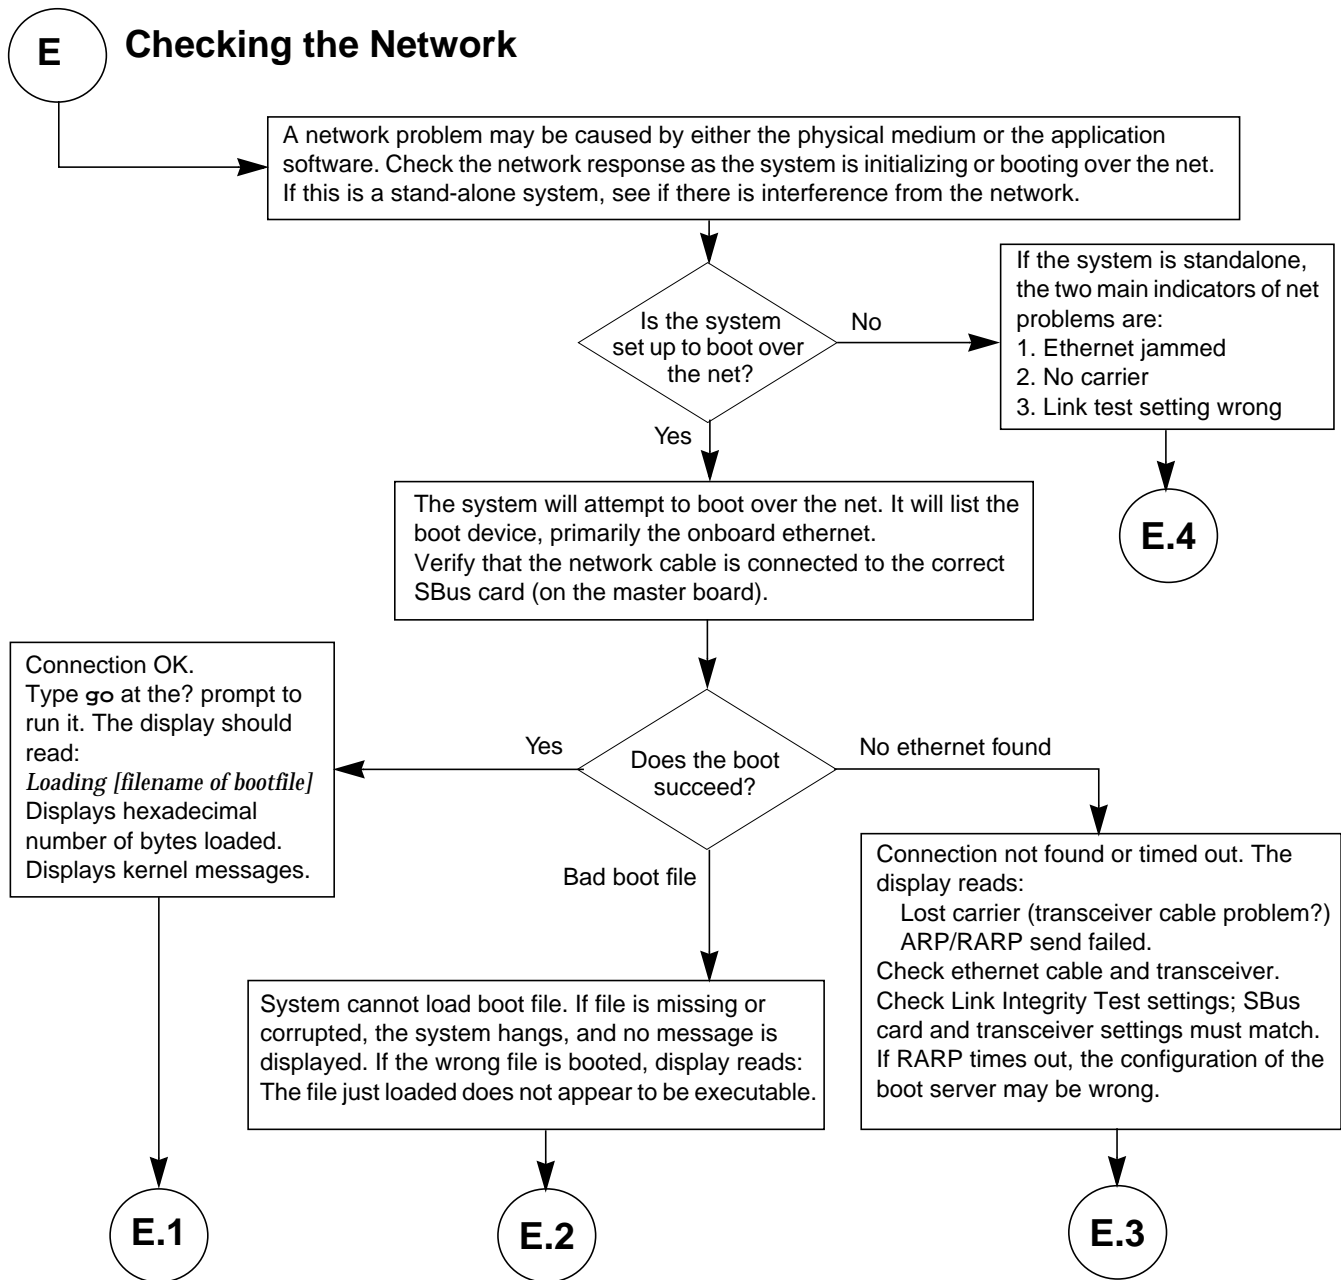 E
Checking the Network
A network problem may be caused by either the physical medium or the application
software. Check the network response as the system is initializing or booting over the net.
If this is a stand-alone system, see if there is interference from the network.
Is the system
set up to boot over
the net?
No
If the system is standalone,
the two main indicators of net
problems are:
1. Ethernet jammed
2. No carrier
3. Link test setting wrong
E.4
Yes
The system will attempt to boot over the net. It will list the
boot device, primarily the onboard ethernet.
Verify that the network cable is connected to the correct
SBus card (on the master board).
Does the boot
succeed?
Yes
Connection OK.
Type go at the? prompt to
run it. The display should
read:
Loading [filename of bootfile]
Displays hexadecimal
number of bytes loaded.
Displays kernel messages.
E.1
Bad boot file
System cannot load boot file. If file is missing or
corrupted, the system hangs, and no message is
displayed. If the wrong file is booted, display reads:
The file just loaded does not appear to be executable.
E.2
No ethernet found
Connection not found or timed out. The
display reads:
Lost carrier (transceiver cable problem?)
ARP/RARP send failed.
Check ethernet cable and transceiver.
Check Link Integrity Test settings; SBus
card and transceiver settings must match.
If RARP times out, the configuration of the
boot server may be wrong.
E.3